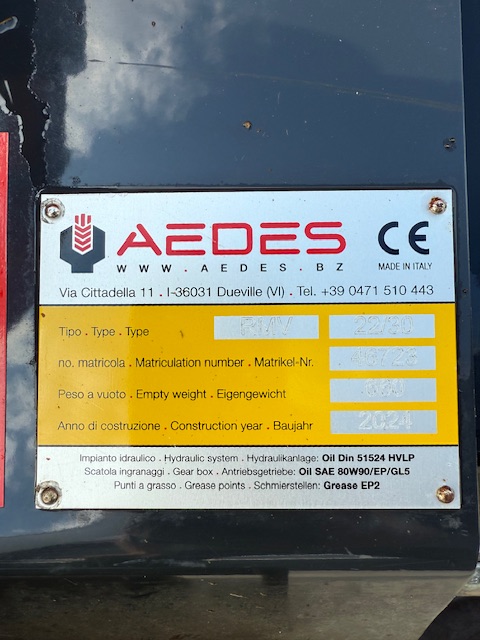 AEDES
WWW.AEDES.BZ
CE
MADE IN ITALY
Via Cittadella 11 . I-36031 Dueville (VI) . Tel. +39 0471 510 443
Tipo . Type . Type 22/90
no. matricola . Matriculation number . Matrikel-Nr.
Peso a vuoto . Empty weight . Eigengewicht
Anno di costruzione . Construction year . Baujahr 2024
Impianto idraulico . Hydraulic system . Hydraulikanlage: Oil Din 51524 HVLP
Scatola ingranaggi . Gear box . Antriebsgetriebe: Oil SAE 80W90/EP/GL5
Punti a grasso . Grease points . Schmierstellen: Grease EP2